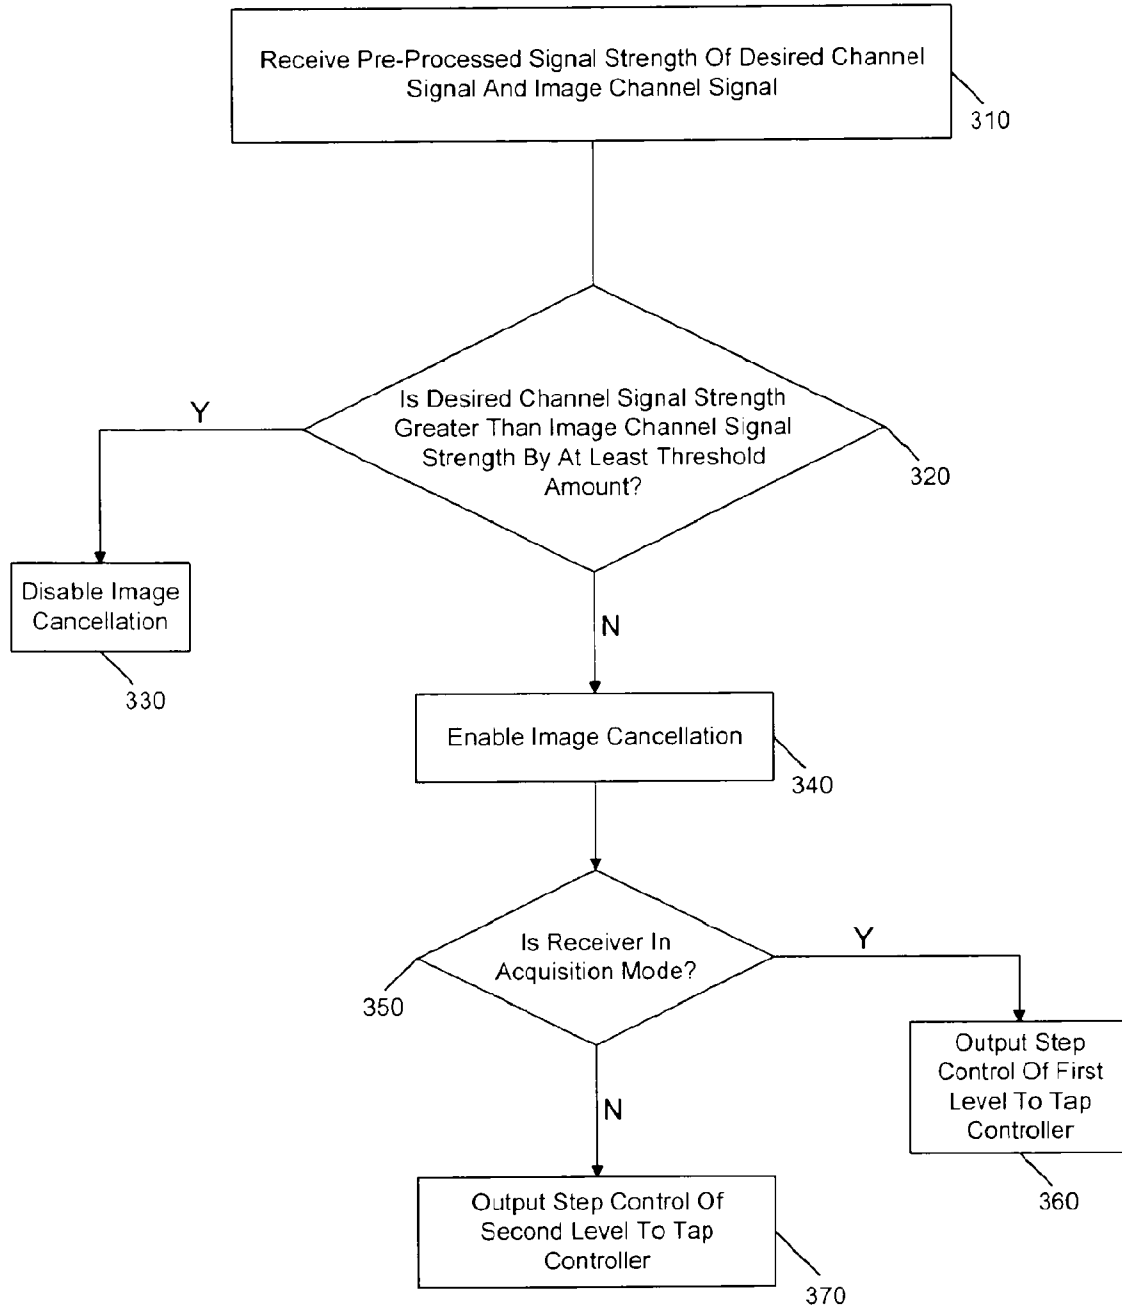 Receive Pre-Processed Signal Strength Of Desired Channel
Signal And Image Channel Signal
310
Is Desired Channel Signal Strength
Greater Than Image Channel Signal
Strength By At Least Threshold
Amount?
320
Y
Disable Image
Cancellation
330
N
Enable Image Cancellation
340
Is Receiver In
Acquisition Mode?
350
Y
Output Step
Control Of First
Level To Tap
Controller
360
N
Output Step Control Of
Second Level To Tap
Controller
370